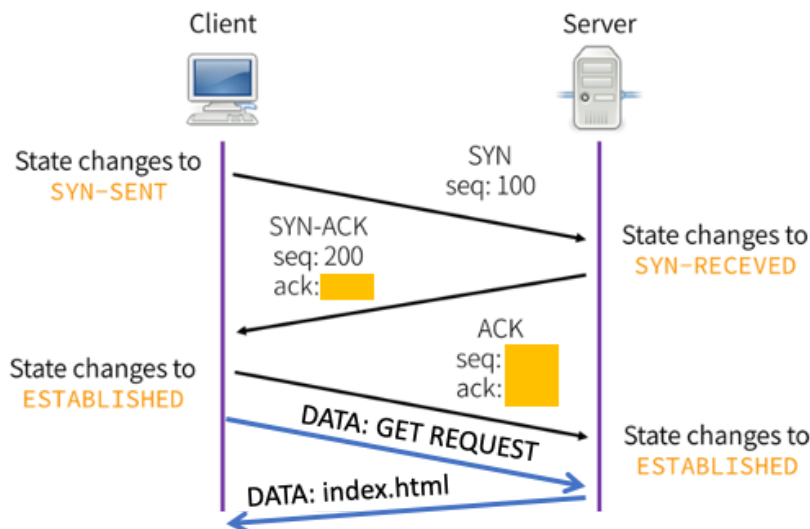 Client
Server
State changes to
SYN-SENT
SYN
seq: 100
SYN-ACK
seq: 200
ack:
State changes to
SYN-RECEVED
ACK
seq:
ack:
State changes to
ESTABLISHED
DATA: GET REQUEST
State changes to
ESTABLISHED
DATA: index.html